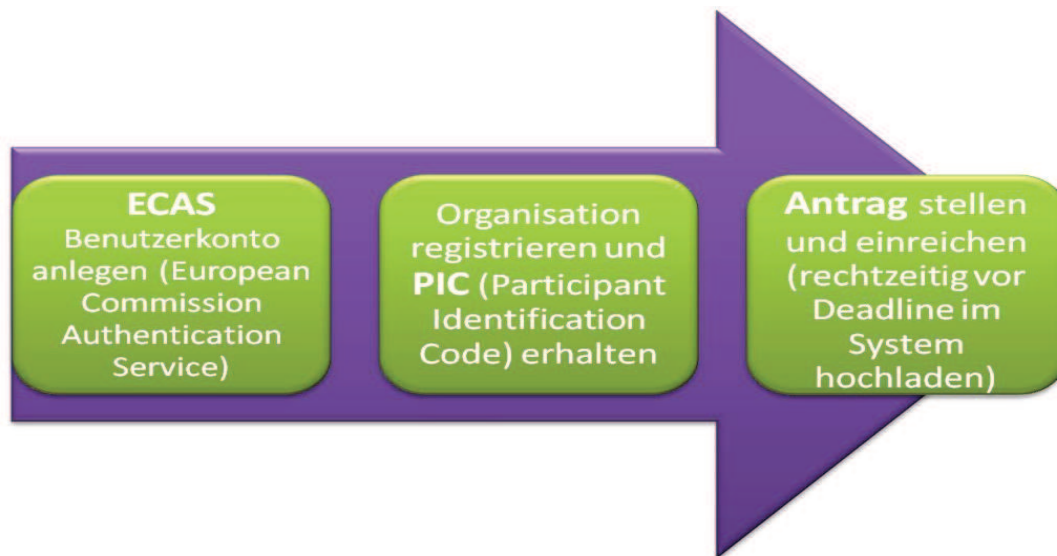 ECAS
Benutzerkonto
anlegen (European
Commission
Authentication
Service)
Organisation
registrieren und
PIC (Participant
Identification
Code) erhalten
Antrag stellen
und einreichen
(rechtzeitig vor
Deadline im
System
hochladen)